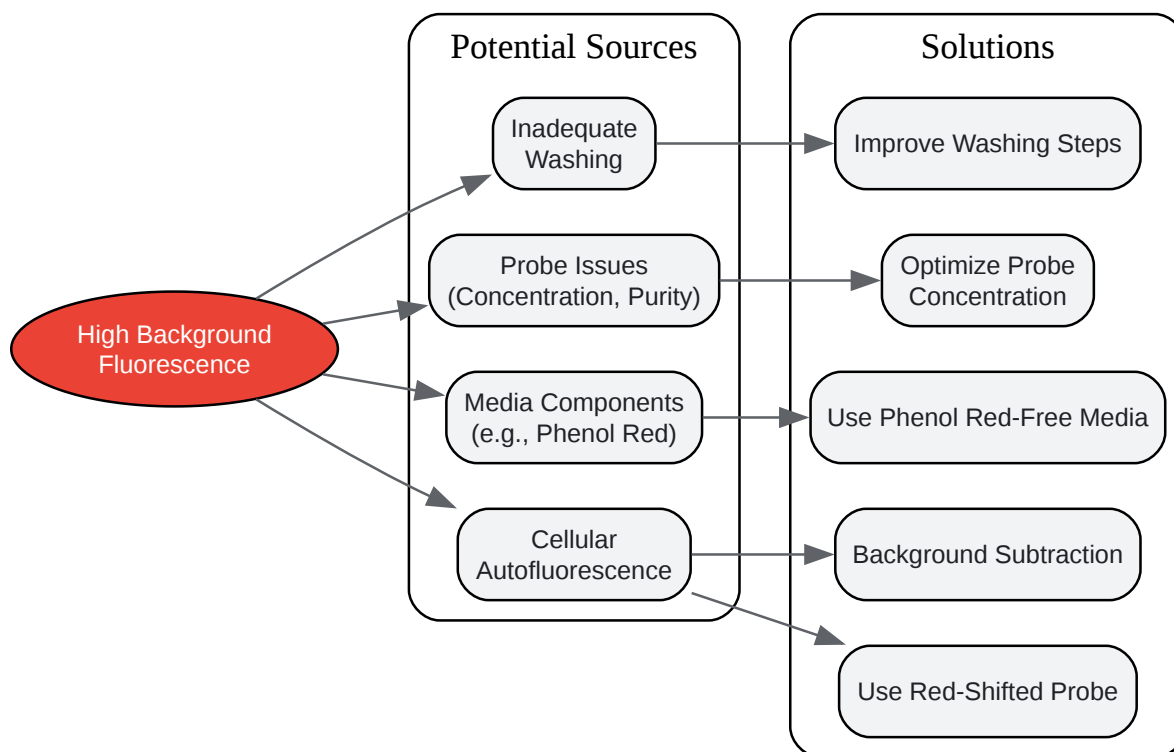 Potential Sources
Solutions
High Background
Fluorescence
Inadequate
Washing
Improve Washing Steps
Probe Issues
(Concentration, Purity)
Optimize Probe
Concentration
Media Components
(e.g., Phenol Red)
Use Phenol Red-Free Media
Cellular
Autofluorescence
Background Subtraction
Use Red-Shifted Probe